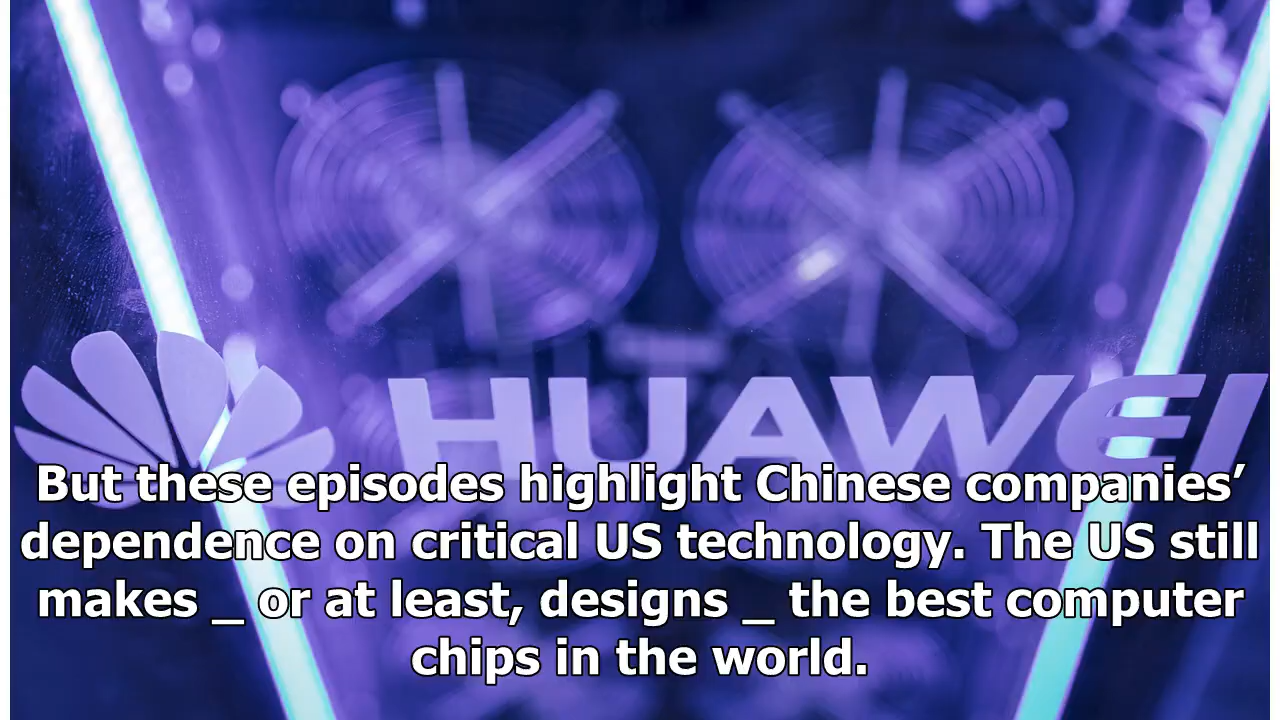 HUAWEI
But these episodes highlight Chinese companies’
dependence on critical US technology. The US still
makes _ or at least, designs _ the best computer
chips in the world.